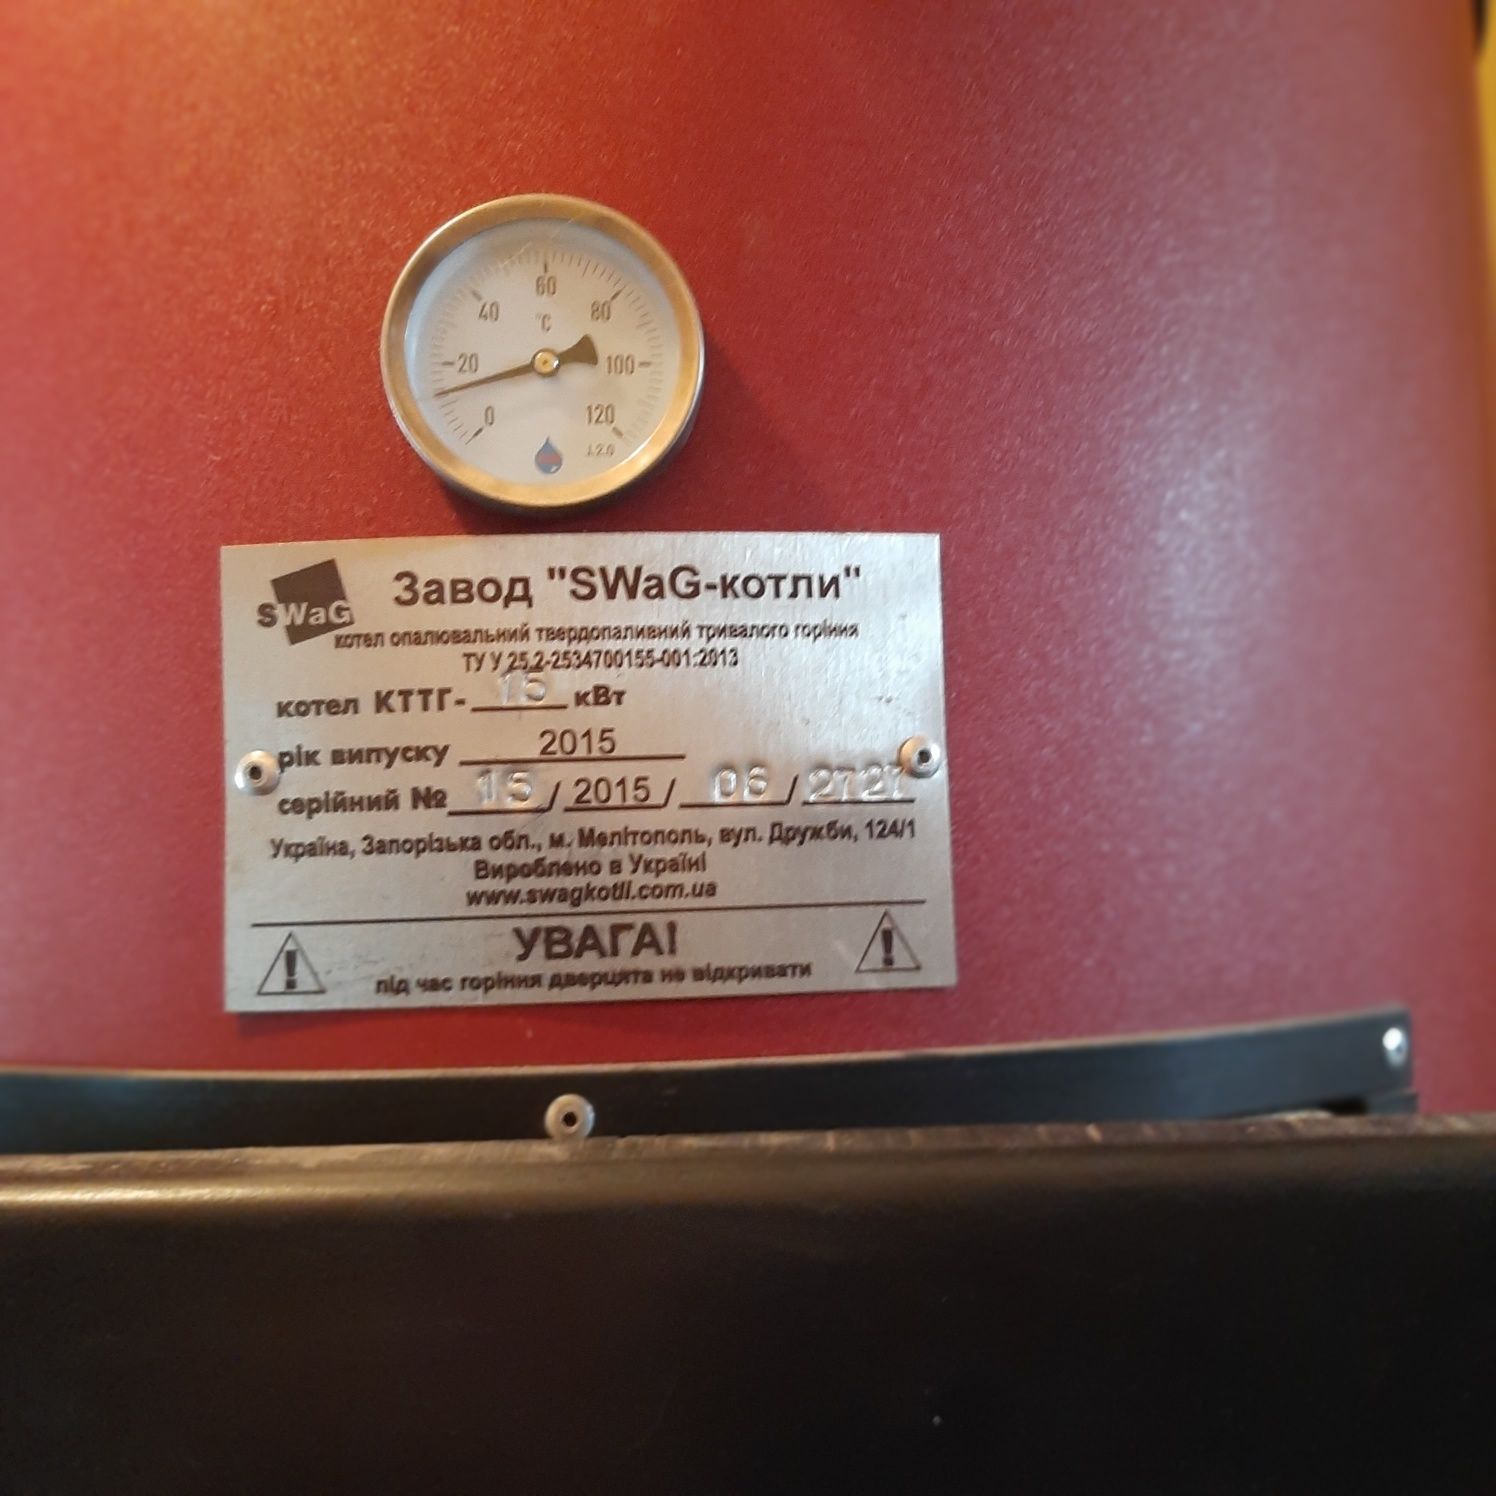 60
40
80
°C
20
100
0
120
SWaG
Завод "SWaG-котли"
котел опалювальний твердопаливний тривалого горіння
ТУ У 25.2-2534700155-001:2013
котел КТТГ- 15 кВт
рік випуску 2015
серійний № 15 / 2015 / 06 / 2727
Україна, Запорізька обл., м. Мелітополь, вул. Дружби, 124/1
Вироблено в Україні
www.swagkotli.com.ua
УВАГА!
під час горіння дверцята не відкривати